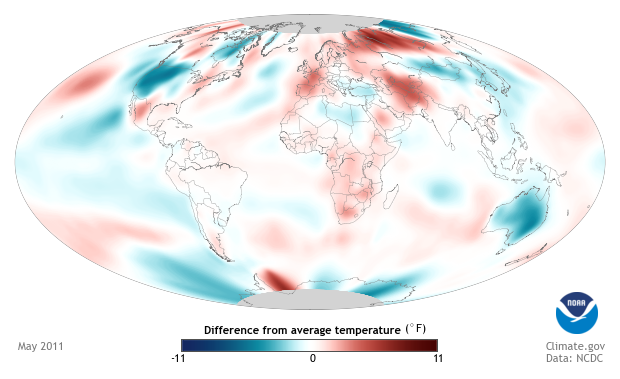 Difference from average temperature (°F)
-11 0 11
May 2011
NOAA
Climate.gov
Data: NCDC